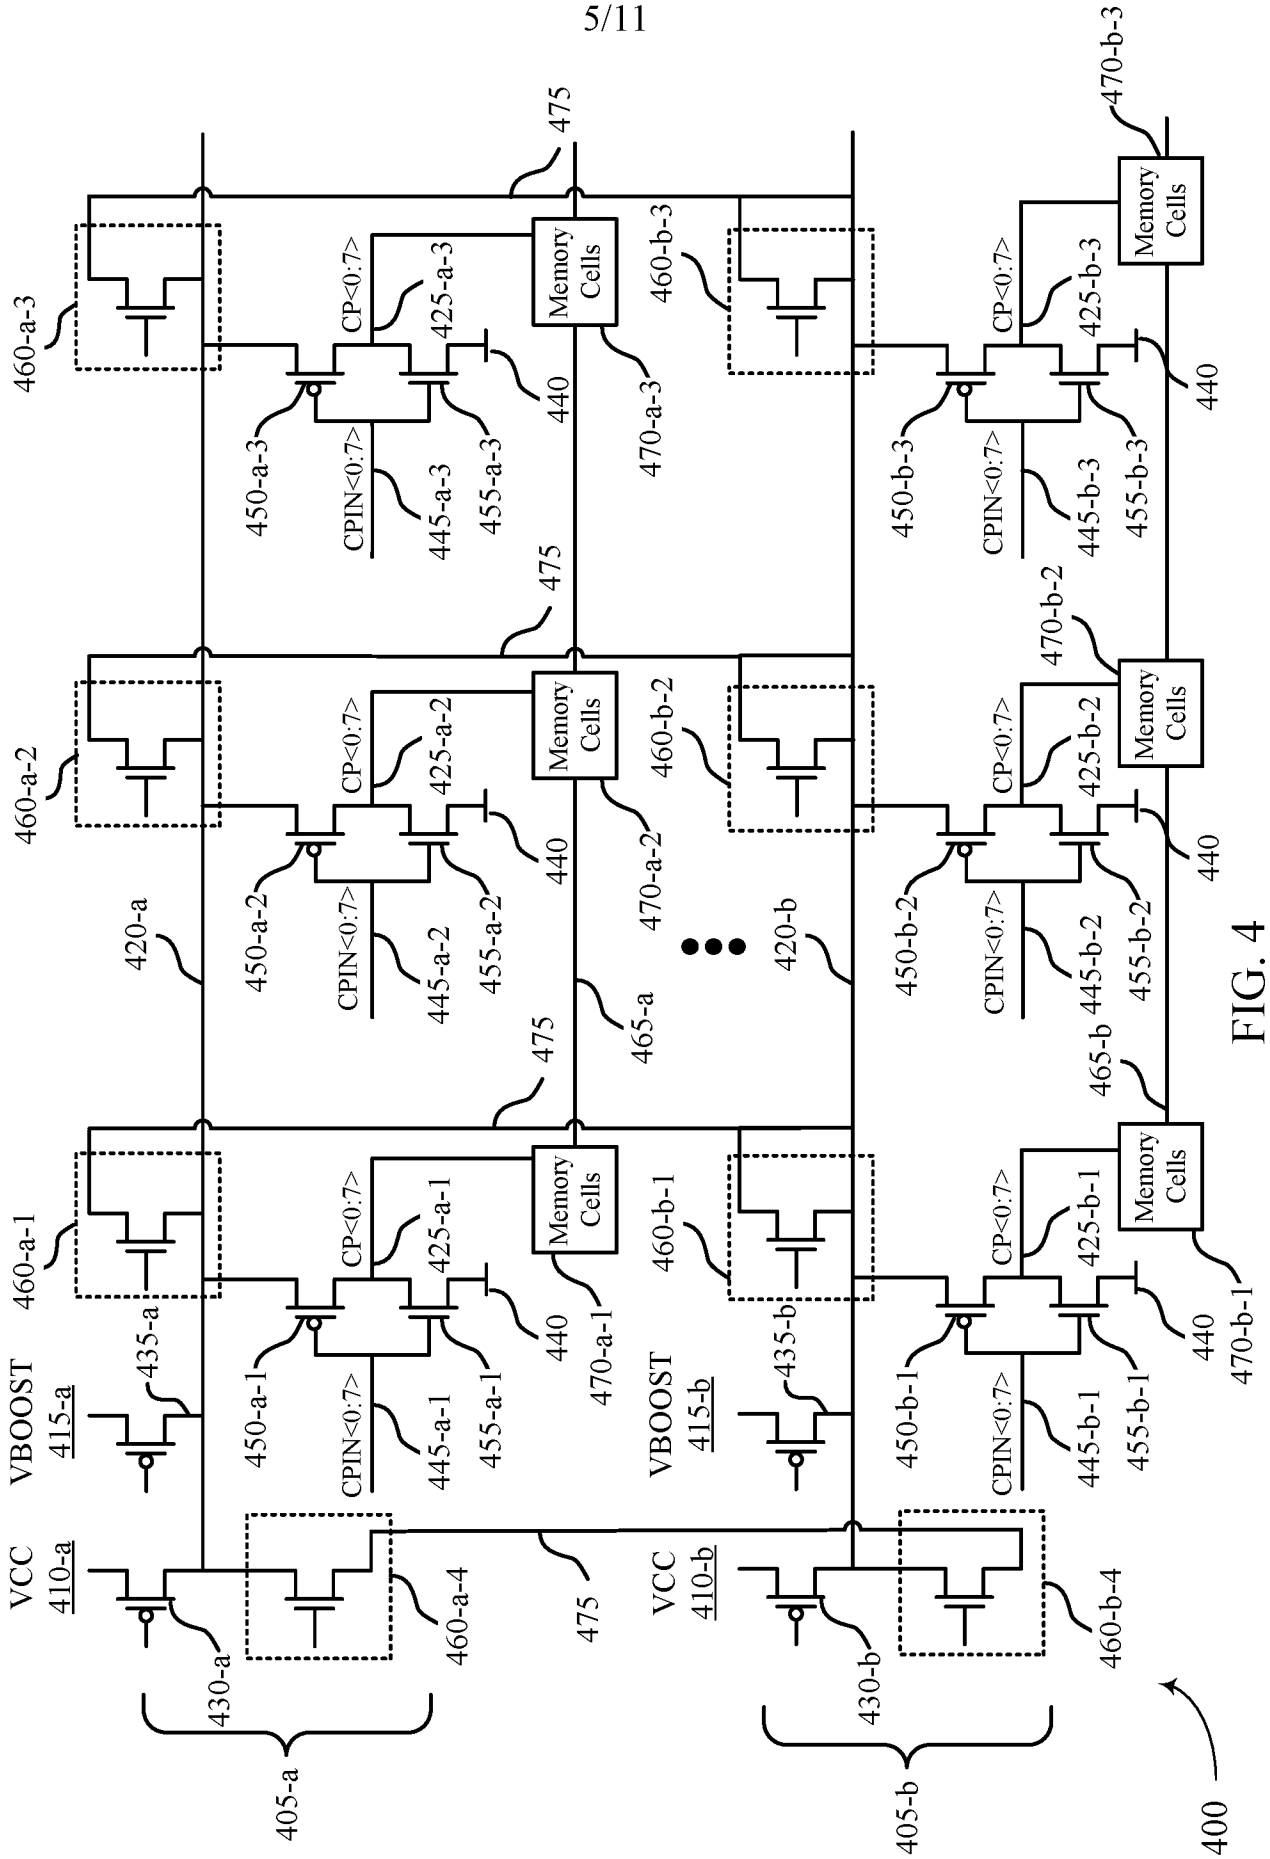 5/11
VCC
410-a
VBOOST
415-a
435-a
430-a
460-a-1
460-a-2
460-a-3
420-a
405-a
460-a-4
475
450-a-1
CPIN<0:7>
445-a-1
455-a-1
CP<0:7>
425-a-1
440
Memory
Cells
470-a-1
475
450-a-2
CPIN<0:7>
445-a-2
455-a-2
CP<0:7>
425-a-2
440
Memory
Cells
470-a-2
475
450-a-3
CPIN<0:7>
445-a-3
455-a-3
CP<0:7>
425-a-3
440
Memory
Cells
470-a-3
475
465-a
VCC
410-b
VBOOST
415-b
435-b
430-b
460-b-1
460-b-2
460-b-3
420-b
405-b
460-b-4
450-b-1
CPIN<0:7>
445-b-1
455-b-1
CP<0:7>
425-b-1
440
Memory
Cells
470-b-1
450-b-2
CPIN<0:7>
445-b-2
455-b-2
CP<0:7>
425-b-2
440
Memory
Cells
470-b-2
450-b-3
CPIN<0:7>
445-b-3
455-b-3
CP<0:7>
425-b-3
440
Memory
Cells
470-b-3
465-b
400
FIG. 4